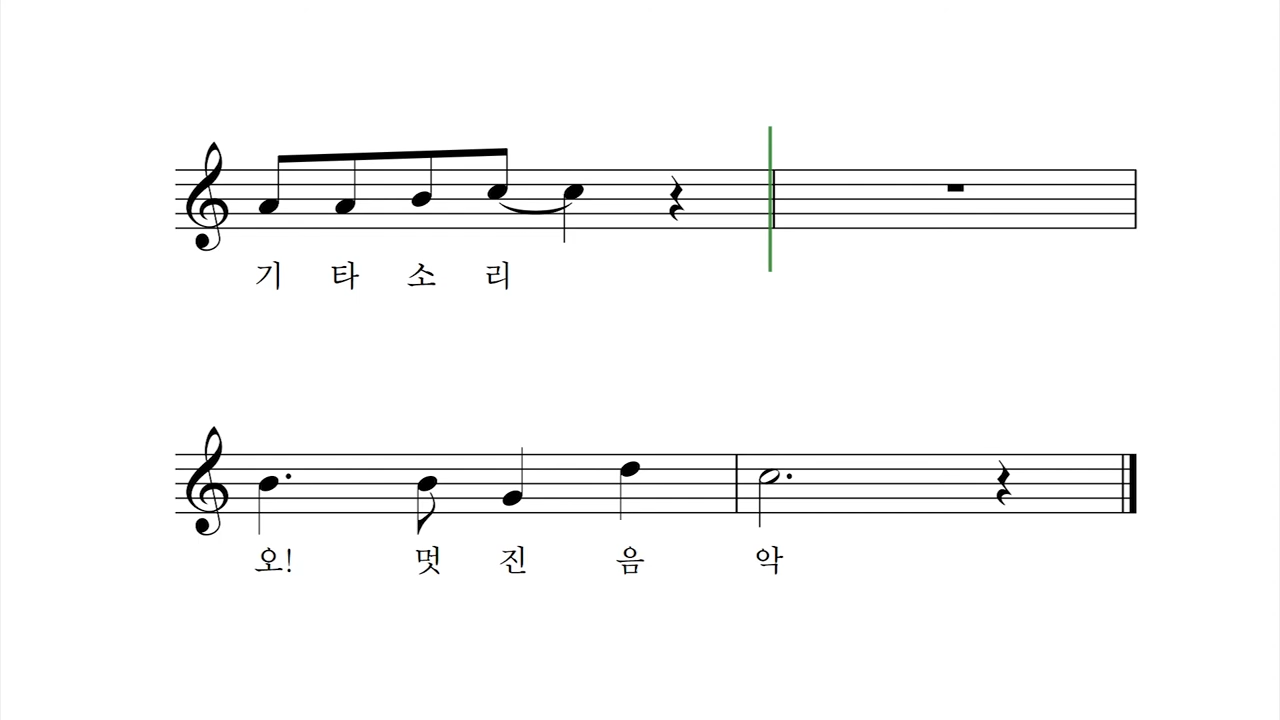 기 타 소 리
오! 멋 진 음 악